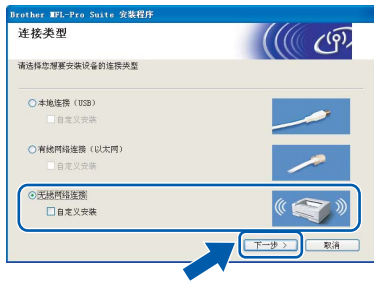 Brother MFL-Pro Suite 安装程序
连接类型
请选择您想要安装设备的连接类型
本地连接（USB）
自定义安装
有线网络连接（以太网）
自定义安装
无线网络连接
自定义安装
下一步 >
取消